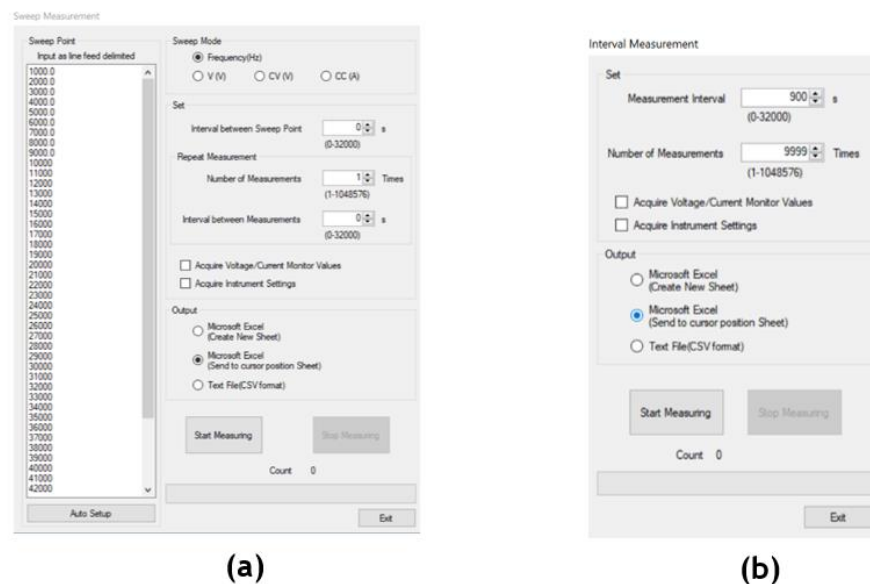 Sweep Measurement
Sweep Point
Input as line feed delimited
1000.0
2000.0
3000.0
4000.0
5000.0
6000.0
7000.0
8000.0
9000.0
10000
11000
12000
13000
14000
15000
16000
17000
18000
19000
20000
21000
22000
23000
24000
25000
26000
27000
28000
29000
30000
31000
32000
33000
34000
35000
36000
37000
38000
39000
40000
41000
42000
Auto Setup
Sweep Mode
Frequency(Hz)
V (V) CV (V) CC (A)
Set
Interval between Sweep Point 0 s
(0-32000)
Repeat Measurement
Number of Measurements 1 Times
(1-1048576)
Interval between Measurements 0 s
(0-32000)
Acquire Voltage/Current Monitor Values
Acquire Instrument Settings
Output
Microsoft Excel
(Create New Sheet)
Microsoft Excel
(Send to cursor position Sheet)
Text File(CSV format)
Start Measuring Stop Measuring
Count 0
Exit
(a)
Interval Measurement
Set
Measurement Interval 900 s
(0-32000)
Number of Measurements 9999 Times
(1-1048576)
Acquire Voltage/Current Monitor Values
Acquire Instrument Settings
Output
Microsoft Excel
(Create New Sheet)
Microsoft Excel
(Send to cursor position Sheet)
Text File(CSV format)
Start Measuring Stop Measuring
Count 0
Exit
(b)